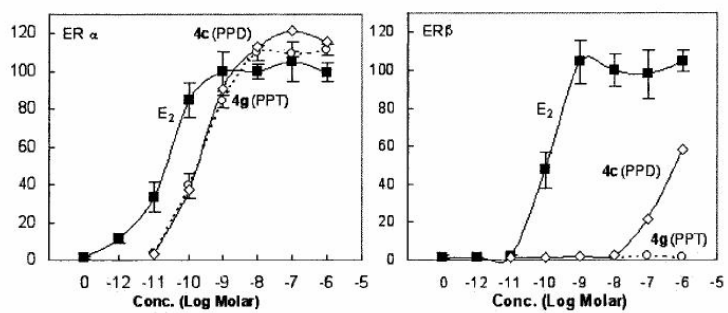 ER α
4c (PPD)
120
100
80
60
40
20
0
E₂
4g (PPT)
0 -12 -11 -10 -9 -8 -7 -6 -5
Conc. (Log Molar)
ERβ
120
100
80
60
40
20
0
E₂
4c (PPD)
4g (PPT)
0 -12 -11 -10 -9 -8 -7 -6 -5
Conc. (Log Molar)